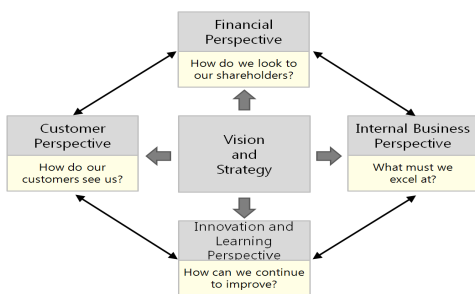 Financial
Perspective
How do we look to
our shareholders?
Customer
Perspective
How do our
customers see us?
Vision
and
Strategy
Internal Business
Perspective
What must we
excel at?
Innovation and
Learning
Perspective
How can we continue
to improve?